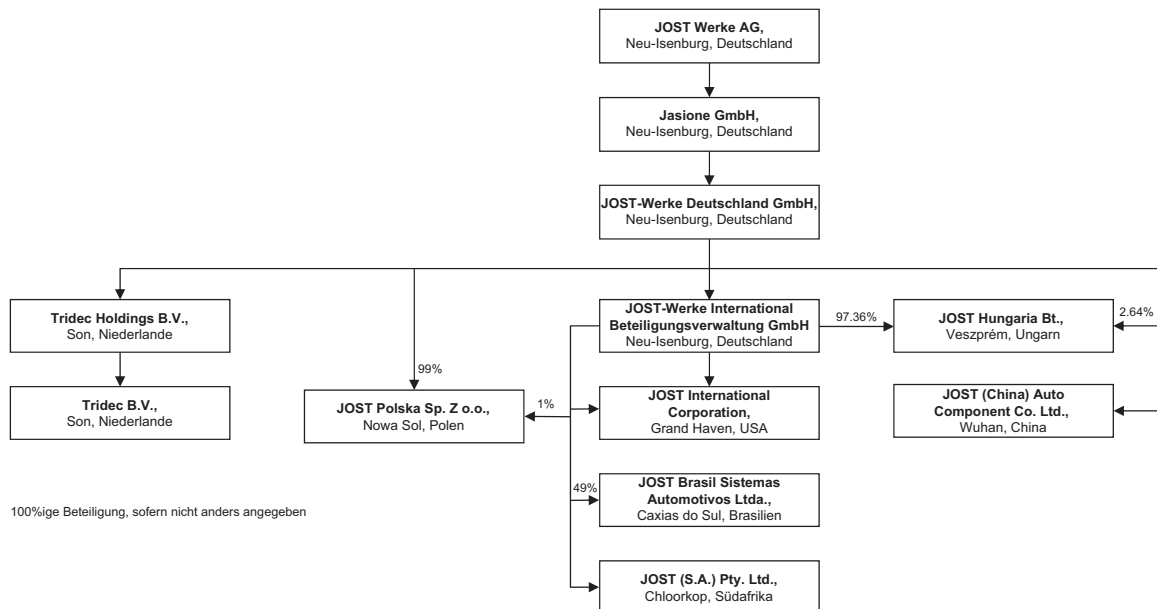 JOST Werke AG,
Neu-Isenburg, Deutschland
Jasione GmbH,
Neu-Isenburg, Deutschland
JOST-Werke Deutschland GmbH,
Neu-Isenburg, Deutschland
Tridec Holdings B.V.,
Son, Niederlande
JOST-Werke International
Beteiligungsverwaltung GmbH
Neu-Isenburg, Deutschland
97.36%
JOST Hungaria Bt.,
Veszprém, Ungarn
2.64%
99%
Tridec B.V.,
Son, Niederlande
JOST Polska Sp. Z o.o.,
Nowa Sol, Polen
1%
JOST International
Corporation,
Grand Haven, USA
JOST (China) Auto
Component Co. Ltd.,
Wuhan, China
49%
JOST Brasil Sistemas
Automotivos Ltda.,
Caxias do Sul, Brasilien
100%ige Beteiligung, sofern nicht anders angegeben
JOST (S.A.) Pty. Ltd.,
Chloorkop, Südafrika